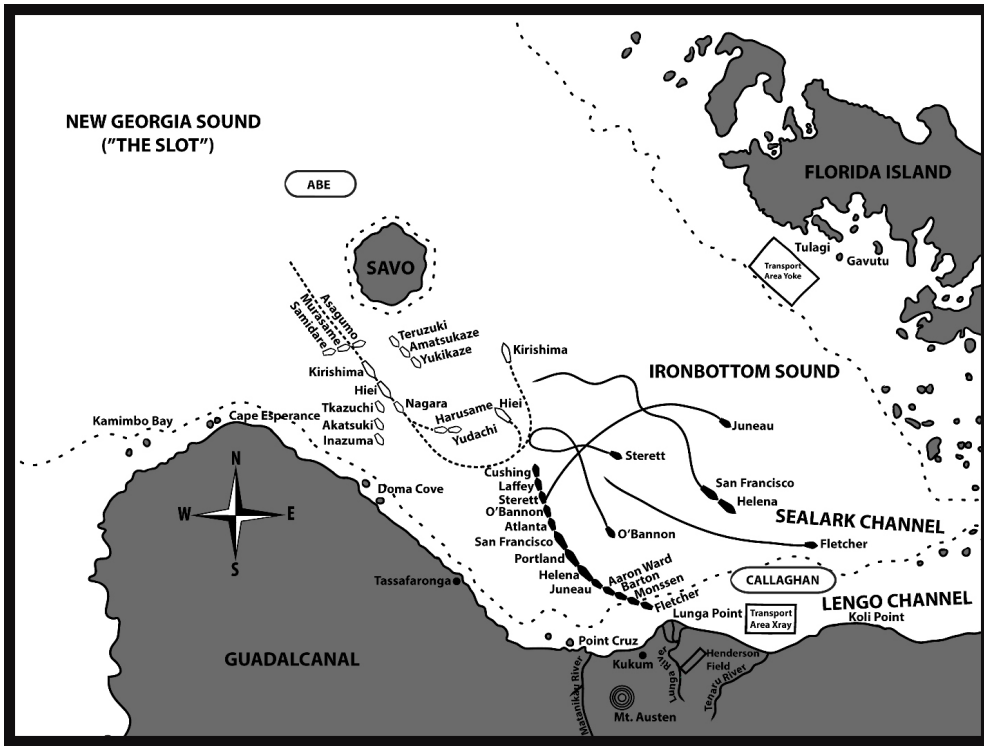 NEW GEORGIA SOUND
("THE SLOT")
ABE
FLORIDA ISLAND
SAVO
Tulagi
Gavutu
Transport
Area Yoke
Asagumo
Murasame
Samidare
Teruzuki
Amatsukaze
Yukikaze
Kirishima
Kirishima
Hiei
IRONBOTTOM SOUND
Tkazuchi
Nagara
Harusame
Hiei
Akatsuki
Yudachi
Inazuma
Kamimbo Bay
Cape Esperance
Juneau
Sterett
N
W
E
S
Doma Cove
Cushing
Laffey
Sterett
O'Bannon
Atlanta
San Francisco
Portland
Helena
Juneau
Aaron Ward
Barton
Monssen
Fletcher
San Francisco
Helena
SEALARK CHANNEL
O'Bannon
Fletcher
Tassafaronga
CALLAGHAN
LENGO CHANNEL
Koli Point
Lunga Point
Transport
Area Xray
Point Cruz
GUADALCANAL
Kukum
Henderson
Field
Matanikau River
Lunga River
Tenaru River
Mt. Austen